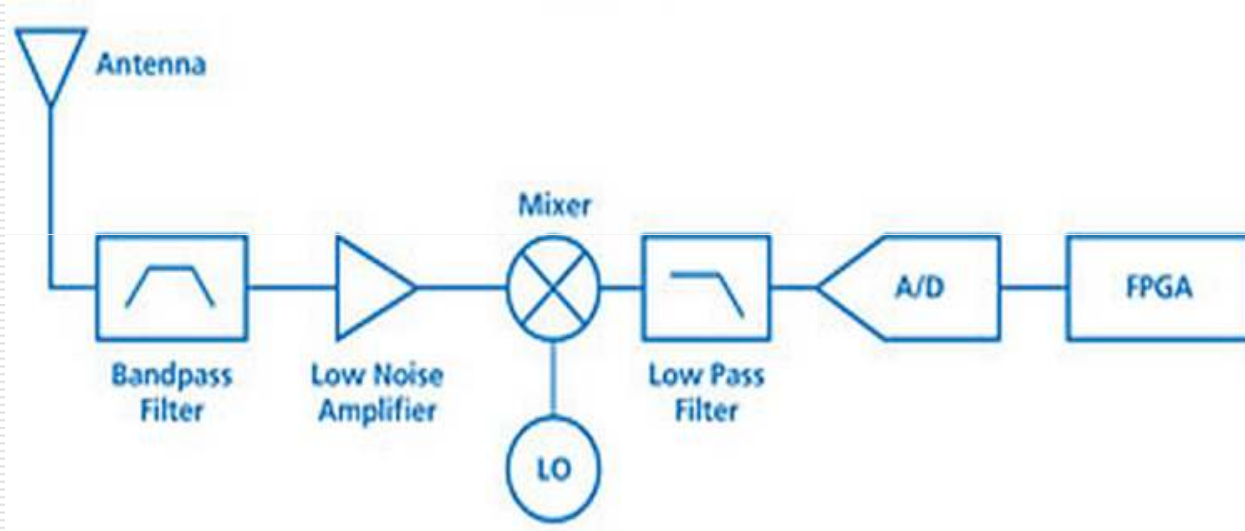 Antenna
Mixer
A/D
FPGA
Bandpass
Filter
Low Noise
Amplifier
Low Pass
Filter
LO